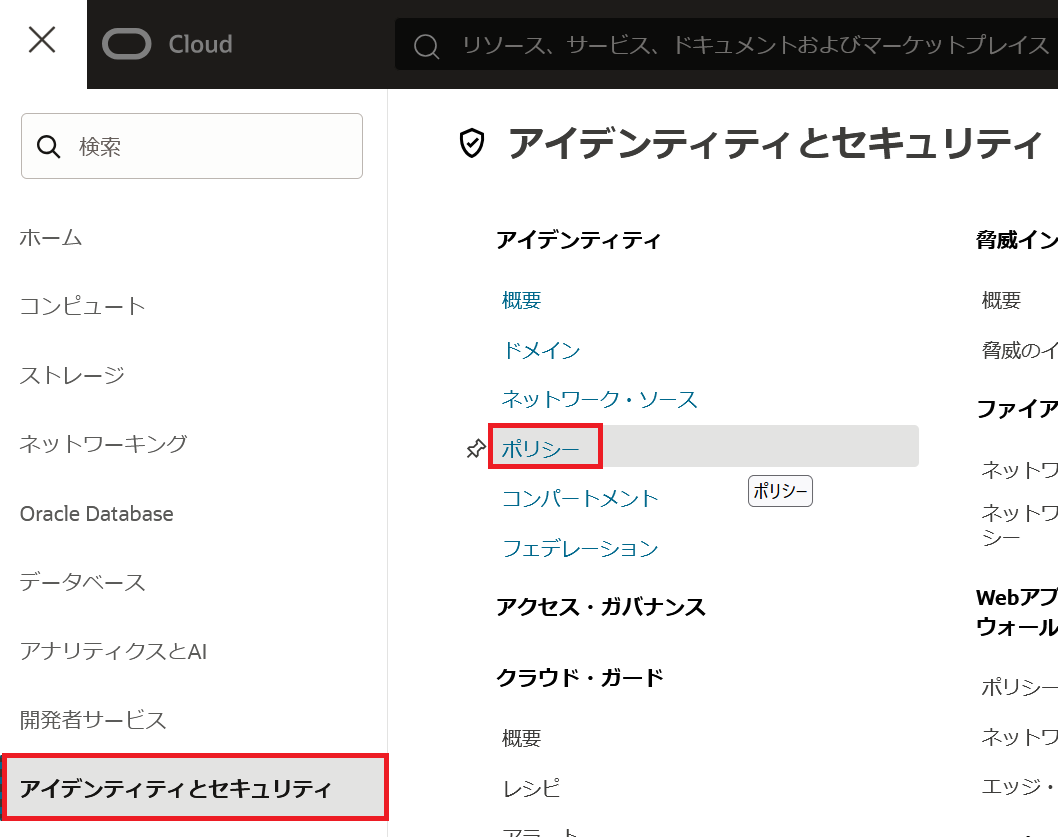 Cloud
リソース、サービス、ドキュメントおよびマーケットプレイス
検索
ホーム
コンピュート
ストレージ
ネットワーキング
Oracle Database
データベース
アナリティクスとAI
開発者サービス
アイデンティティとセキュリティ
アイデンティティとセキュリティ
アイデンティティ
概要
ドメイン
ネットワーク・ソース
ポリシー
ポリシー
コンパートメント
フェデレーション
アクセス・ガバナンス
クラウド・ガード
概要
レシピ
アラート
脅威イン
概要
脅威のイ
ファイア
ネットワ
ネットワ
シー
Webアプ
ウォール
ポリシー
ネットワ
エッジ・